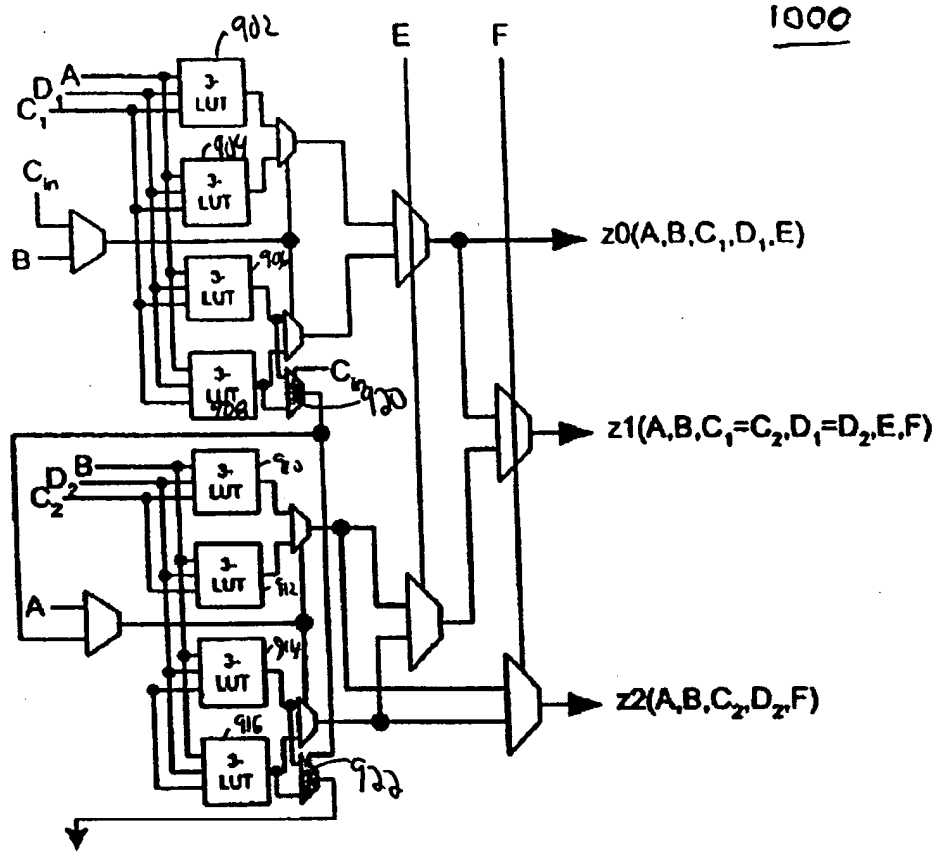 1000
902
E F
A
D1
C1
3-
LUT
904
3-
LUT
Cin
B
z0(A,B,C1,D1,E)
906
3-
LUT
3-
LUT
908
Cin
920
z1(A,B,C1=C2,D1=D2,E,F)
B
D2
C2
3-
LUT
3-
LUT
912
A
914
3-
LUT
z2(A,B,C2,D2,F)
916
3-
LUT
922